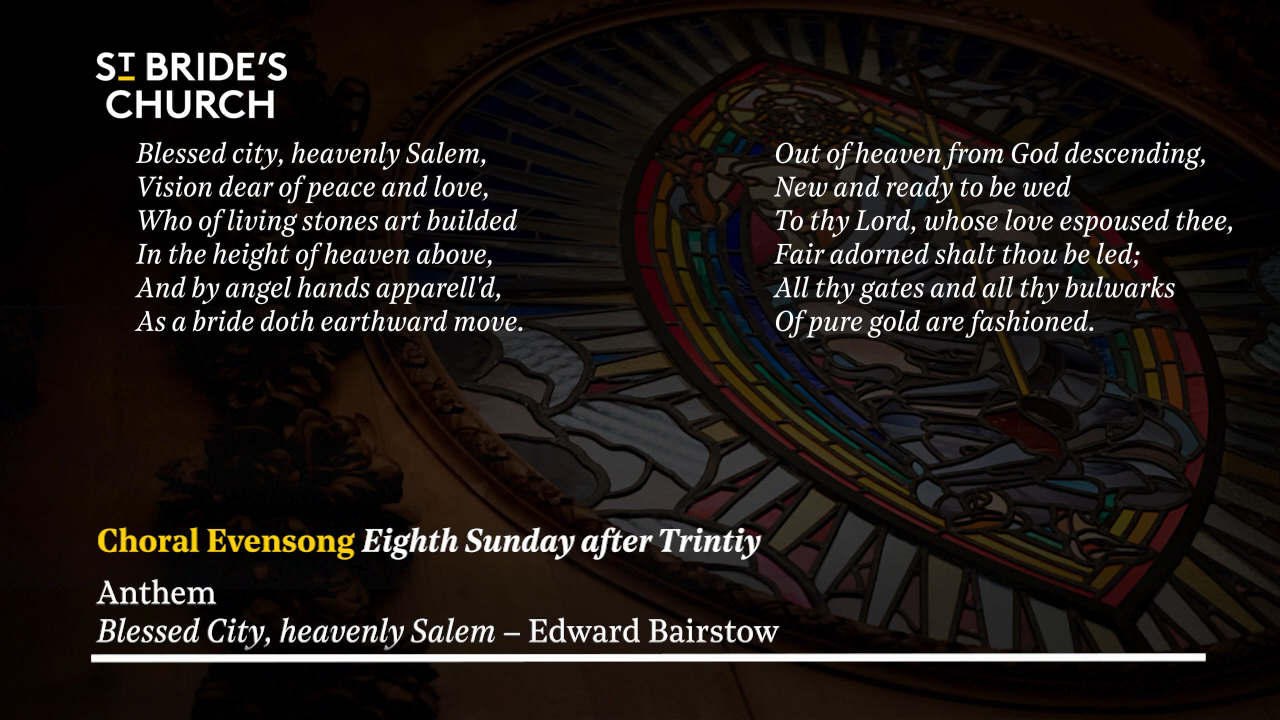 ST BRIDE'S
CHURCH
Blessed city, heavenly Salem,
Vision dear of peace and love,
Who of living stones art builded
In the height of heaven above,
And by angel hands apparell'd,
As a bride doth earthward move.
Out of heaven from God descending,
New and ready to be wed
To thy Lord, whose love espoused thee,
Fair adorned shalt thou be led;
All thy gates and all thy bulwarks
Of pure gold are fashioned.
Choral Evensong Eighth Sunday after Trintiy
Anthem
Blessed City, heavenly Salem – Edward Bairstow